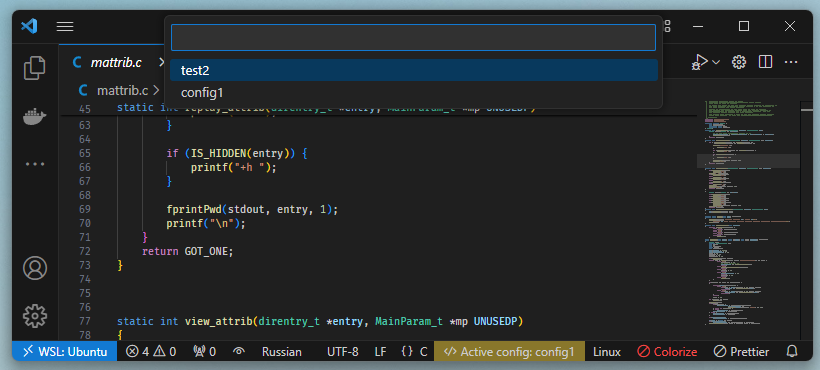 mattrib.c
test2
config1
mattrib.c
45 static int replay_attrib(direntry_t *entry, MainParam_t *mp UNUSEDP)
63 }
64
65 if (IS_HIDDEN(entry)) {
66 printf("+h ");
67 }
68
69 fprintPwd(stdout, entry, 1);
70 printf("\n");
71 }
72 return GOT_ONE;
73 }
74
75
76
77 static int view_attrib(direntry_t *entry, MainParam_t *mp UNUSEDP)
78 {
WSL: Ubuntu 4 0 0 Russian UTF-8 LF {} C </> Active config: config1 Linux Colorize Prettier